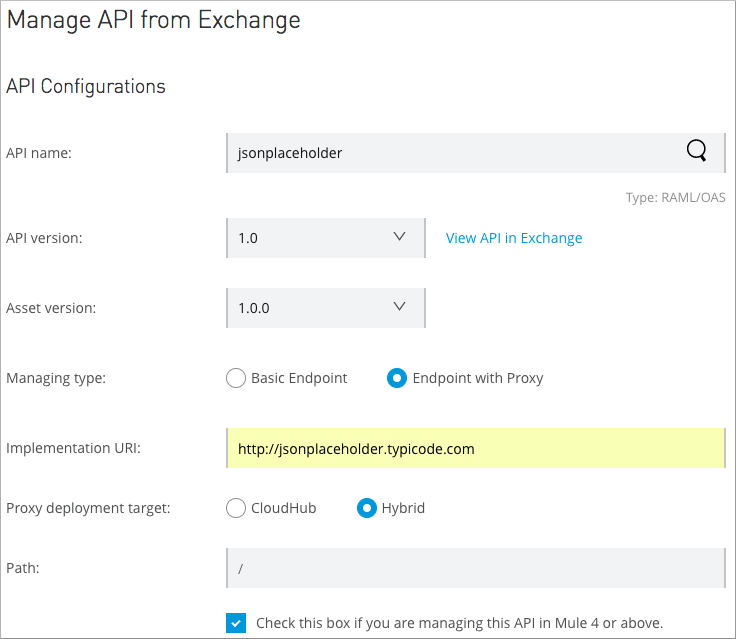 Manage API from Exchange
API Configurations
API name:
jsonplaceholder
Type: RAML/OAS
API version:
1.0
View API in Exchange
Asset version:
1.0.0
Managing type:
Basic Endpoint
Endpoint with Proxy
Implementation URI:
http://jsonplaceholder.typicode.com
Proxy deployment target:
CloudHub
Hybrid
Path:
/
Check this box if you are managing this API in Mule 4 or above.